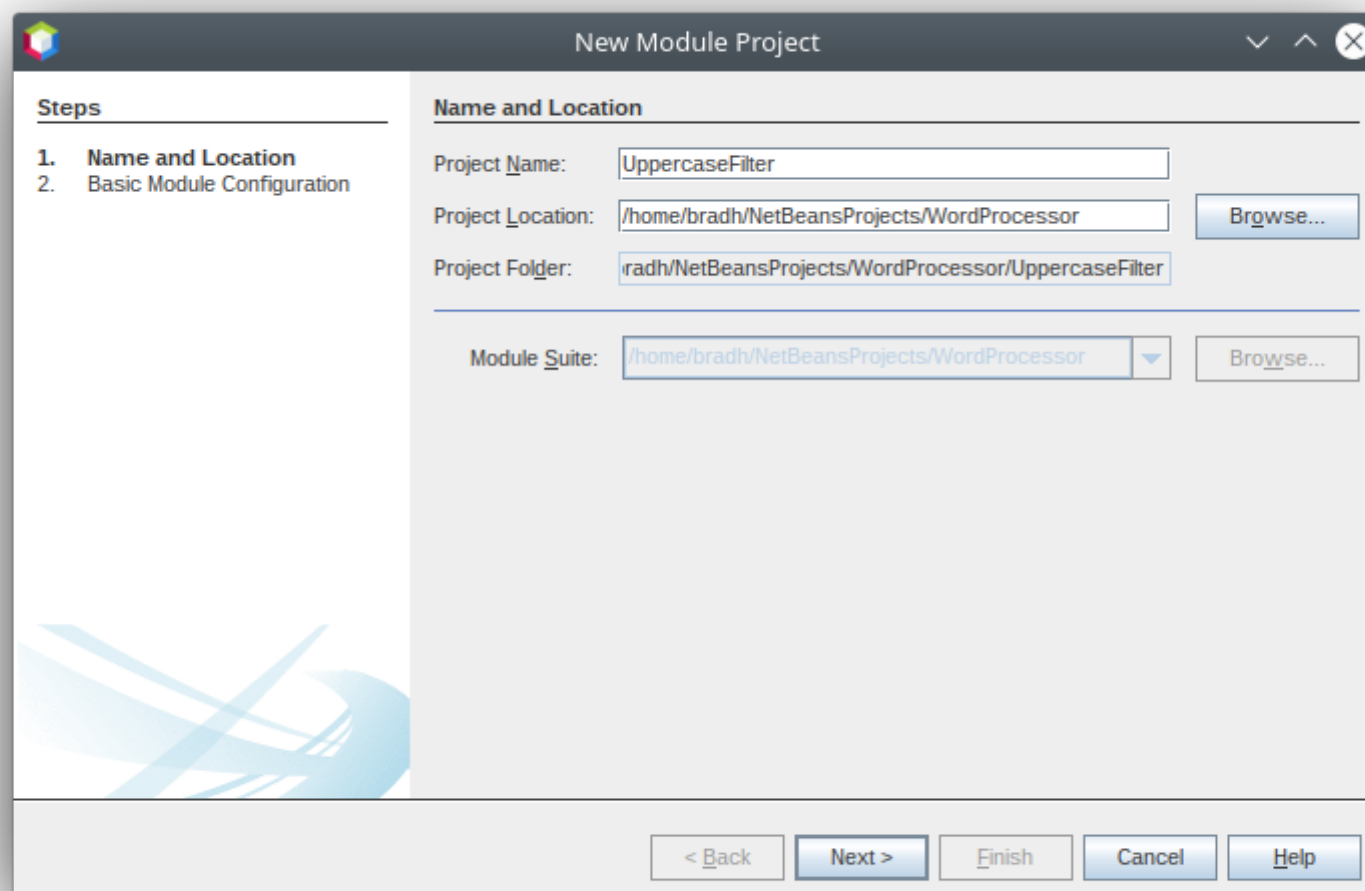 New Module Project
Steps
1. Name and Location
2. Basic Module Configuration
Name and Location
Project Name: UppercaseFilter
Project Location: /home/bradh/NetBeansProjects/WordProcessor Browse...
Project Folder: radh/NetBeansProjects/WordProcessor/UppercaseFilter
Module Suite: /home/bradh/NetBeansProjects/WordProcessor Browse...
< Back Next > Finish Cancel Help